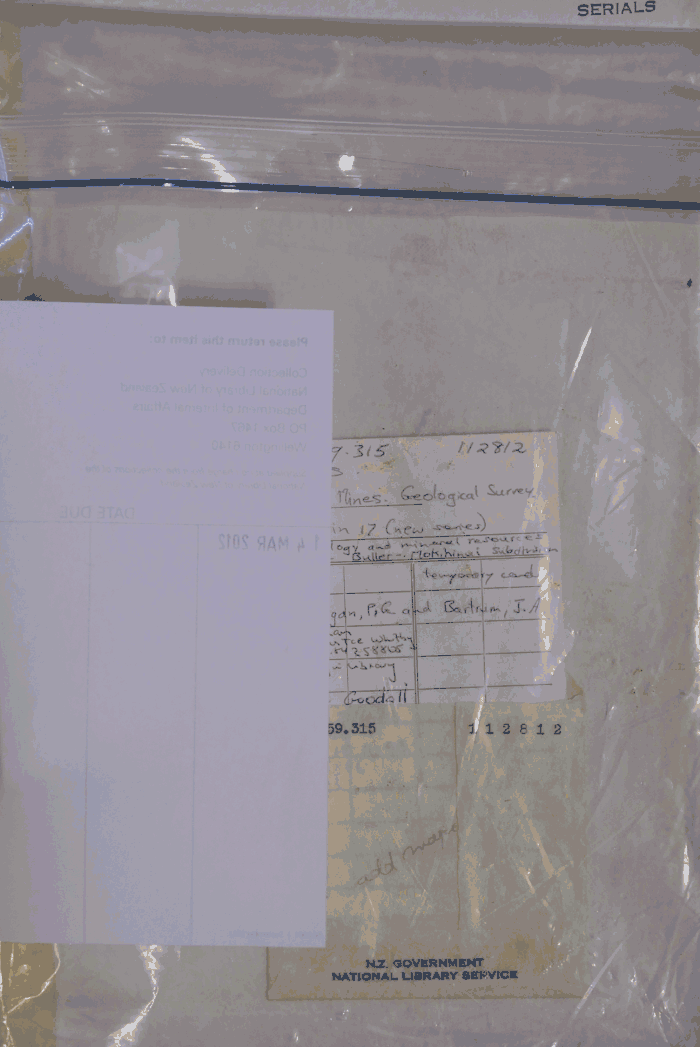 SERIALS
Please return this item to:
Collection Delivery
National Library of New Zealand
Department of Internal Affairs
PO Box 1467
Wellington 6140
DATE DUE
14 MAR 2012
9.315 112812
Mines. Geological Survey.
in 17 (new series)
logy and mineral resources
Buller-Mokihinui Subdivision
temporary card
gan, P.G. and Bartrum, J.A
Library
Goodall
59.315 112812
add maps
N.Z. GOVERNMENT
NATIONAL LIBRARY SERVICE